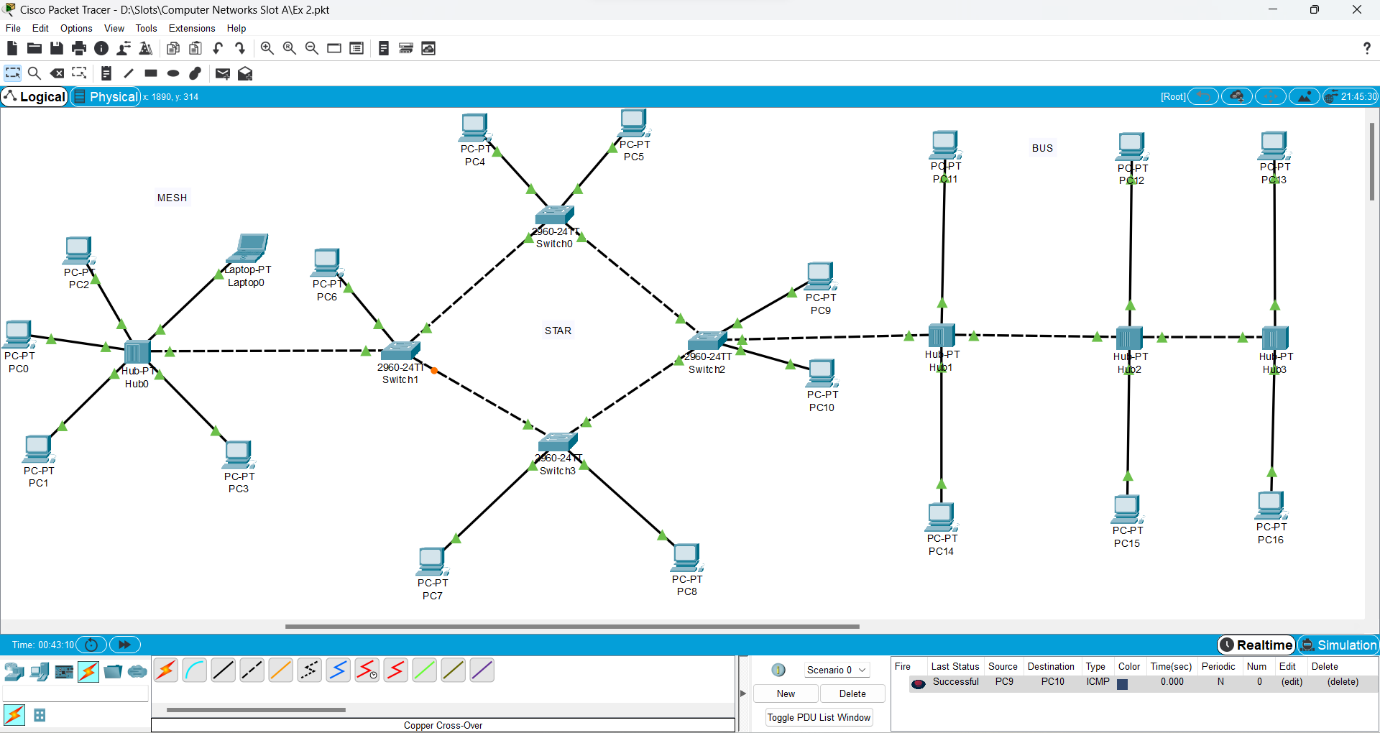 Cisco Packet Tracer - D:\Slots\Computer Networks Slot A\Ex 2.pkt
File Edit Options View Tools Extensions Help
?
Logical Physical x: 1890, y: 314 [Root] 21:45:30
MESH
BUS
STAR
PC-PT
PC4
PC-PT
PC5
PC-PT
PC11
PC-PT
PC12
PC-PT
PC13
2960-24TT
Switch0
PC-PT
PC2
Laptop-PT
Laptop0
PC-PT
PC6
PC-PT
PC9
PC-PT
PC0
Hub-PT
Hub0
2960-24TT
Switch1
2960-24TT
Switch2
Hub-PT
Hub1
Hub-PT
Hub2
Hub-PT
Hub3
PC-PT
PC10
PC-PT
PC1
PC-PT
PC3
2960-24TT
Switch3
PC-PT
PC14
PC-PT
PC15
PC-PT
PC16
PC-PT
PC7
PC-PT
PC8
Time: 00:43:10 Realtime Simulation
Scenario 0
New Delete
Toggle PDU List Window
Fire Last Status Source Destination Type Color Time(sec) Periodic Num Edit Delete
Successful PC9 PC10 ICMP 0.000 N 0 (edit) (delete)
Copper Cross-Over